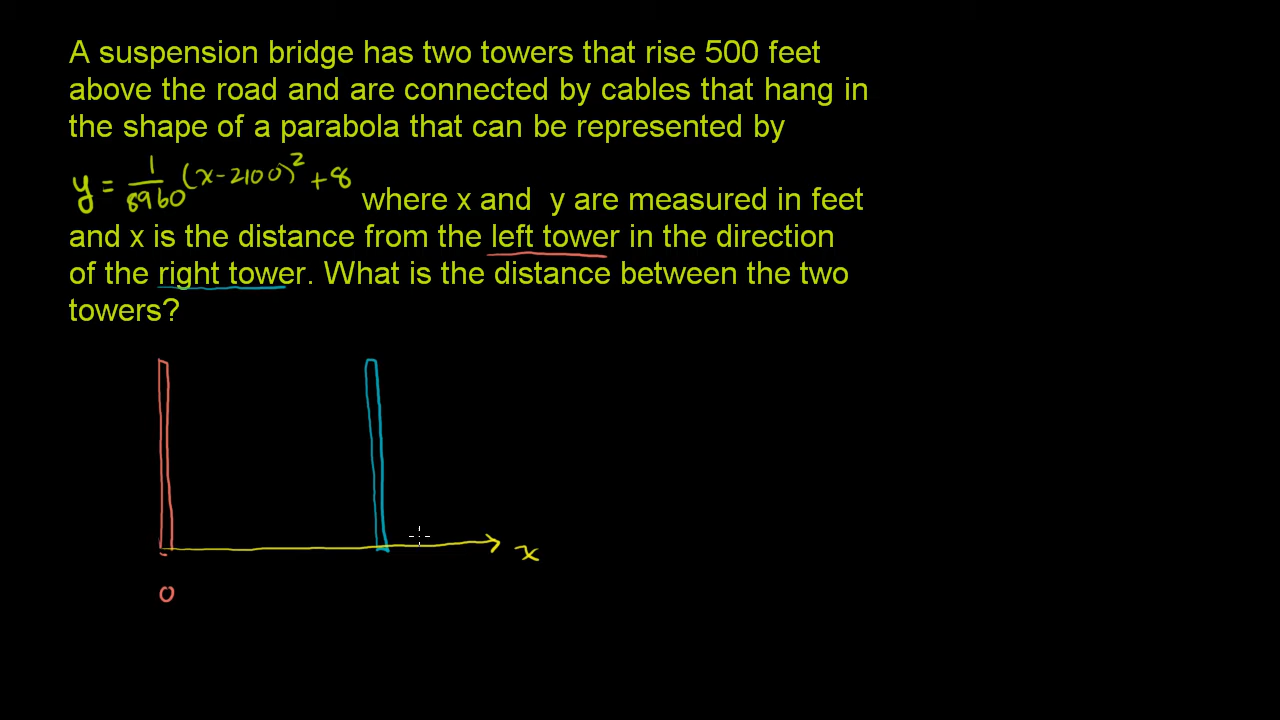 A suspension bridge has two towers that rise 500 feet
above the road and are connected by cables that hang in
the shape of a parabola that can be represented by
y = 1/8960 (x-2100)² + 8 where x and y are measured in feet
and x is the distance from the left tower in the direction
of the right tower. What is the distance between the two
towers?
x
0